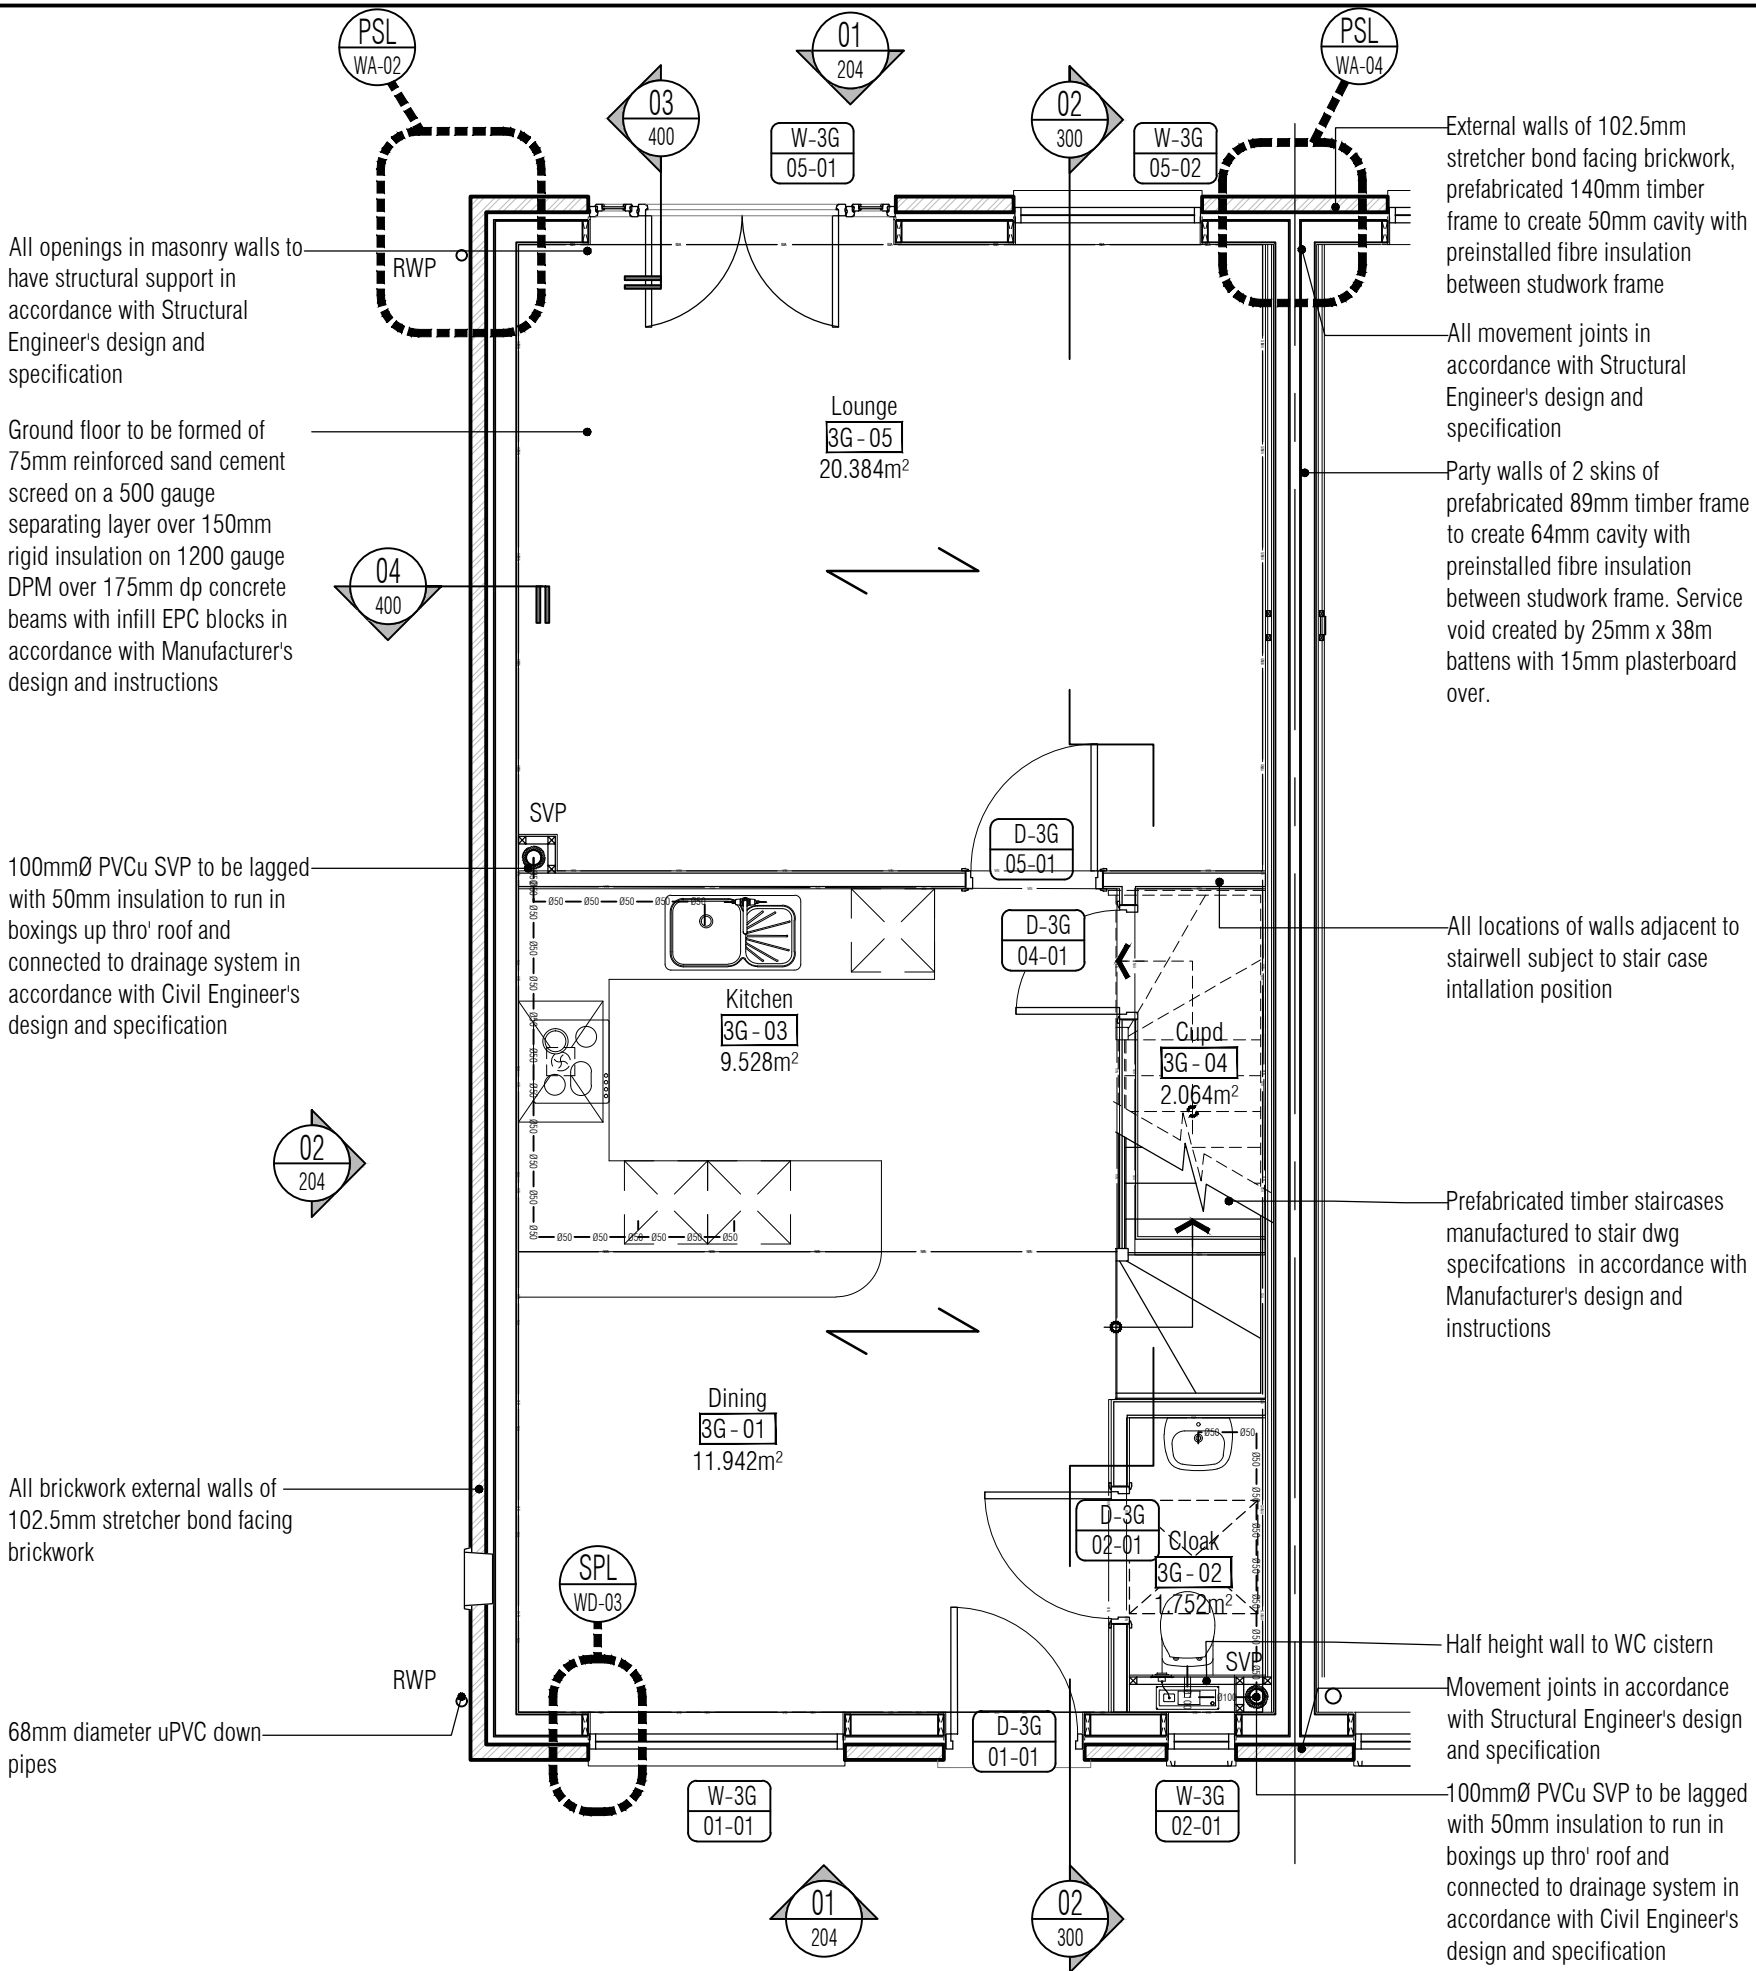 PSL
WA-02
01
204
PSL
WA-04
03
400
02
300
W-3G
05-01
W-3G
05-02
External walls of 102.5mm
stretcher bond facing brickwork,
prefabricated 140mm timber
frame to create 50mm cavity with
preinstalled fibre insulation
between studwork frame
All openings in masonry walls to
have structural support in
accordance with Structural
Engineer's design and
specification
RWP
All movement joints in
accordance with Structural
Engineer's design and
specification
Ground floor to be formed of
75mm reinforced sand cement
screed on a 500 gauge
separating layer over 150mm
rigid insulation on 1200 gauge
DPM over 175mm dp concrete
beams with infill EPC blocks in
accordance with Manufacturer's
design and instructions
Lounge
3G - 05
20.384m²
Party walls of 2 skins of
prefabricated 89mm timber frame
to create 64mm cavity with
preinstalled fibre insulation
between studwork frame. Service
void created by 25mm x 38m
battens with 15mm plasterboard
over.
04
400
SVP
D-3G
05-01
100mmØ PVCu SVP to be lagged
with 50mm insulation to run in
boxings up thro' roof and
connected to drainage system in
accordance with Civil Engineer's
design and specification
Ø50 Ø50 Ø50 Ø50 Ø50
D-3G
04-01
All locations of walls adjacent to
stairwell subject to stair case
intallation position
Kitchen
3G - 03
9.528m²
Cupd
3G - 04
2.064m²
02
204
Prefabricated timber staircases
manufactured to stair dwg
specifcations in accordance with
Manufacturer's design and
instructions
Ø50 Ø50 Ø50 Ø50 Ø50 Ø50
Dining
3G - 01
11.942m²
Ø50 Ø50
All brickwork external walls of
102.5mm stretcher bond facing
brickwork
D-3G
02-01
Cloak
3G - 02
1.752m²
SPL
WD-03
Half height wall to WC cistern
SVP
RWP
Ø100
Movement joints in accordance
with Structural Engineer's design
and specification
68mm diameter uPVC down
pipes
D-3G
01-01
W-3G
01-01
W-3G
02-01
100mmØ PVCu SVP to be lagged
with 50mm insulation to run in
boxings up thro' roof and
connected to drainage system in
accordance with Civil Engineer's
design and specification
01
204
02
300